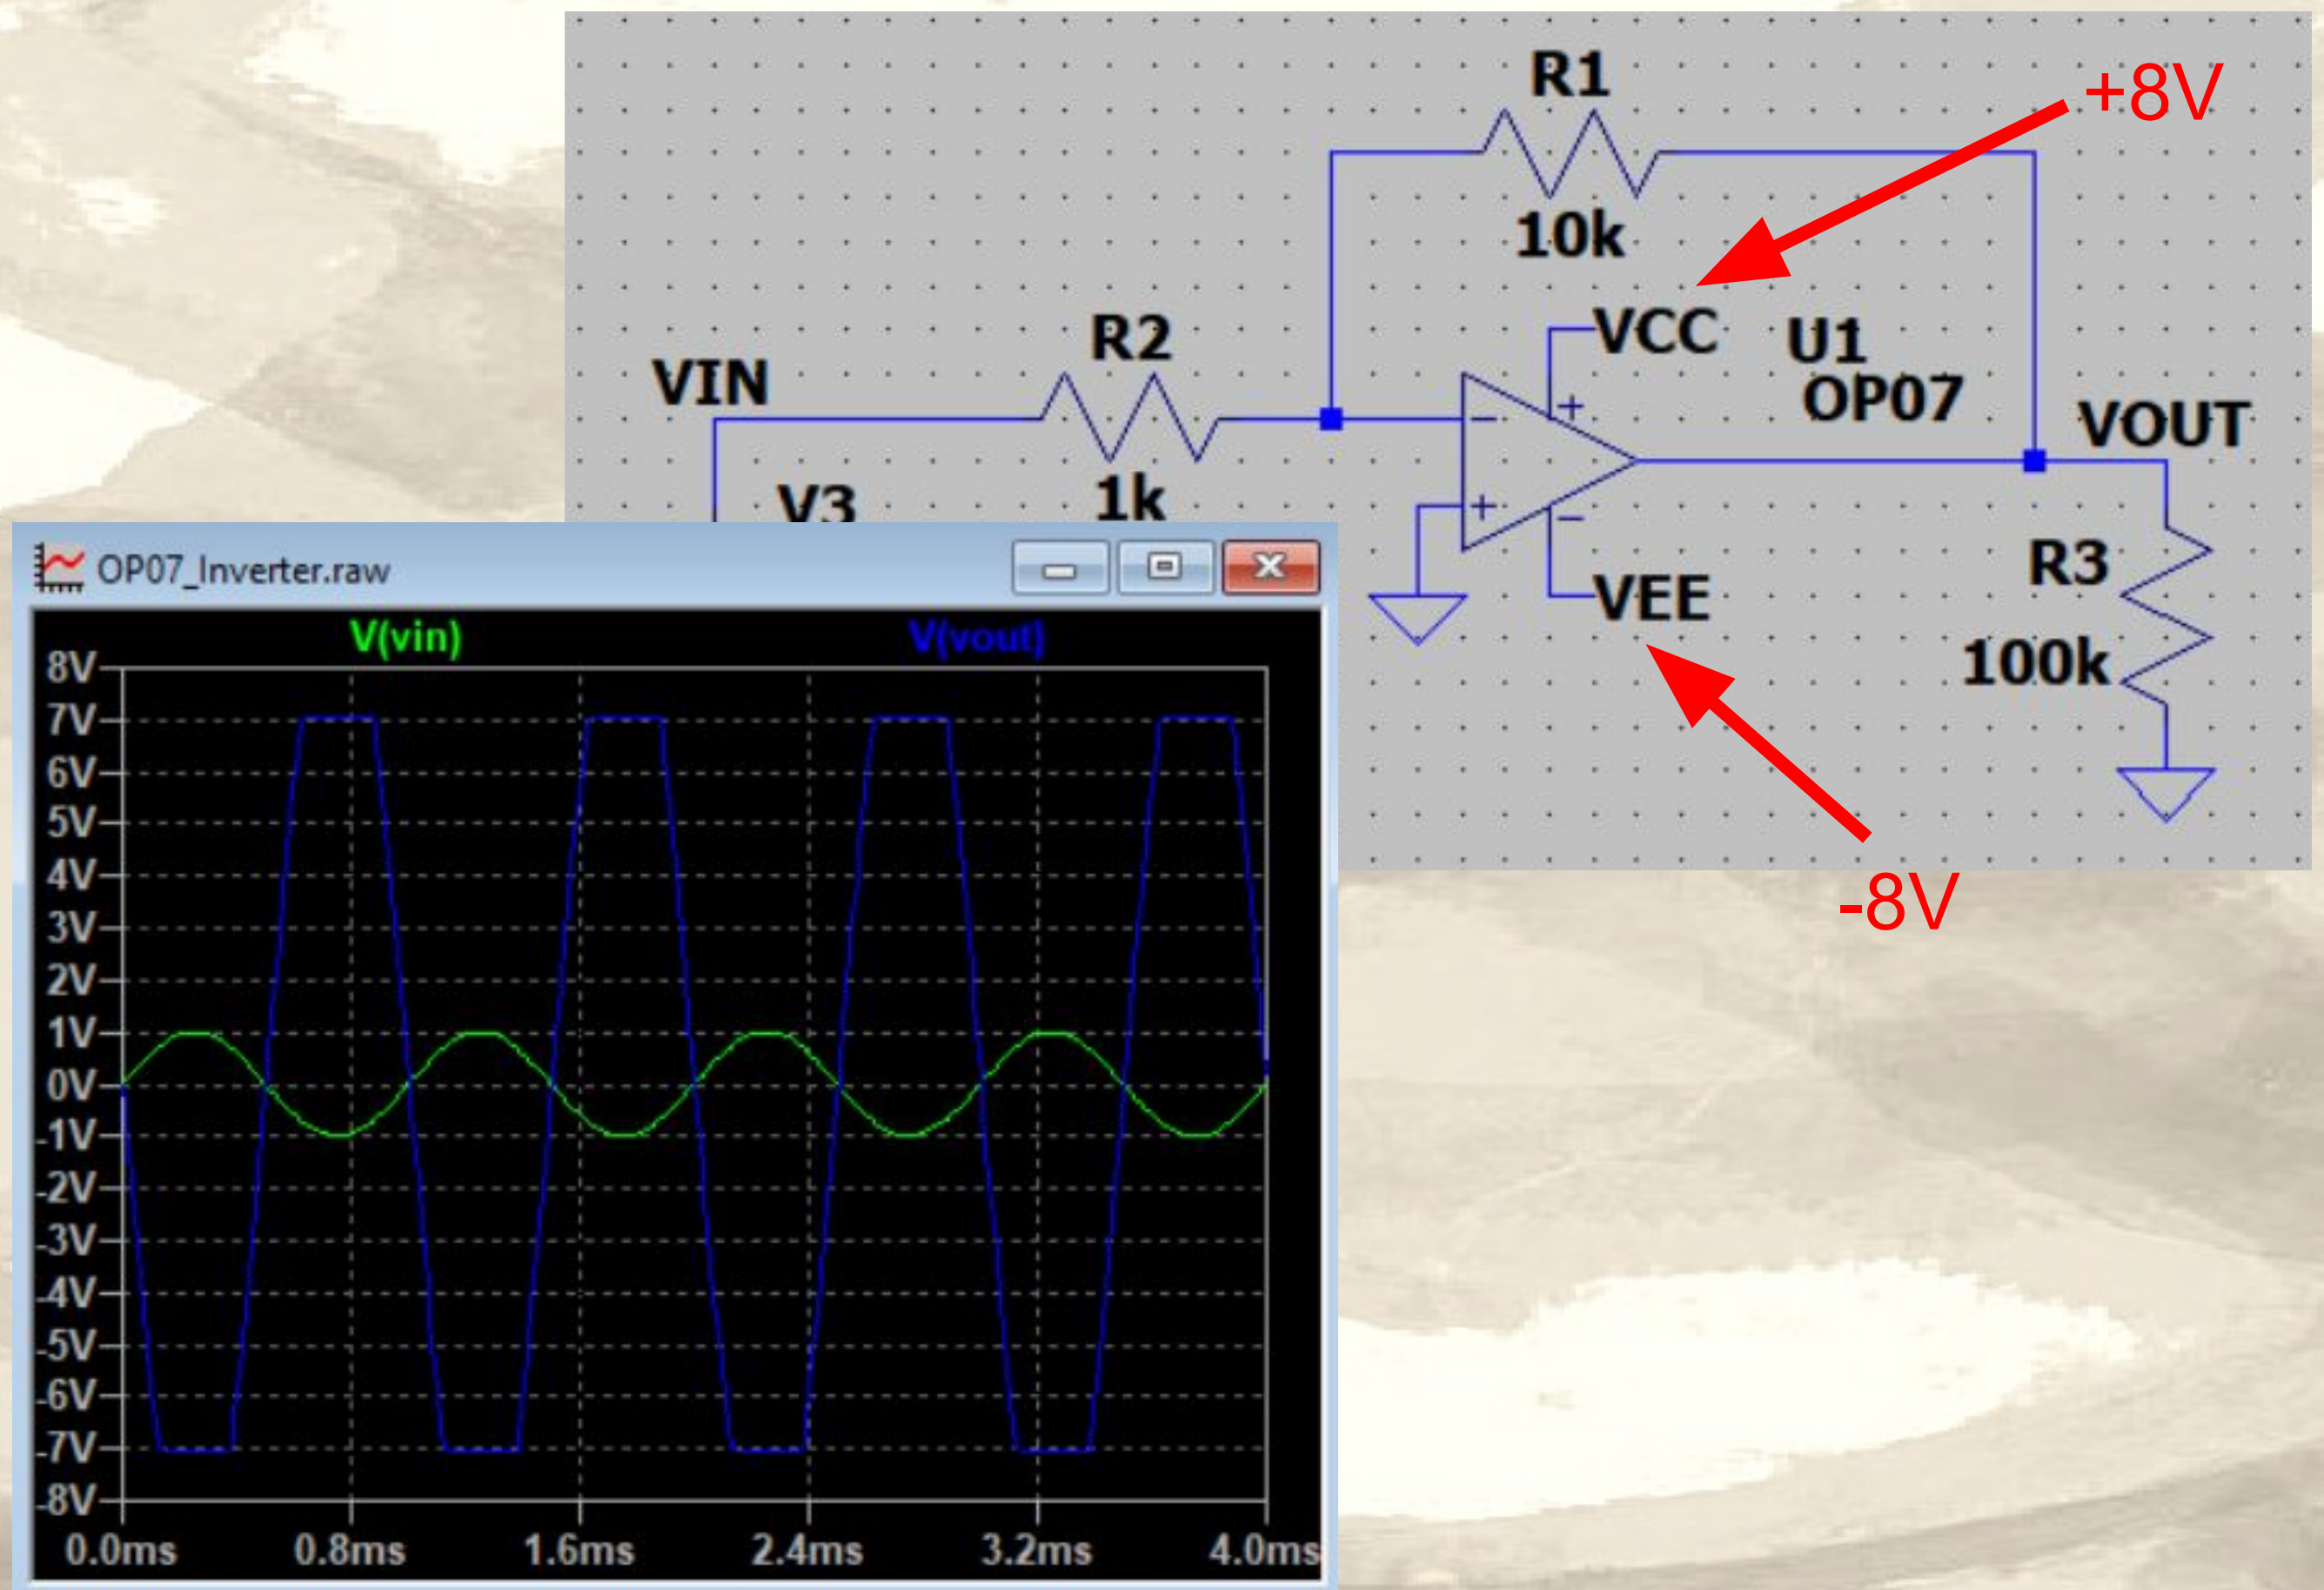 R1
10k
+8V
VCC
U1
OP07
R2
1k
VIN
V3
VOUT
VEE
R3
100k
-8V
OP07_Inverter.raw
V(vin)
V(vout)
8V
7V
6V
5V
4V
3V
2V
1V
0V
-1V
-2V
-3V
-4V
-5V
-6V
-7V
-8V
0.0ms 0.8ms 1.6ms 2.4ms 3.2ms 4.0ms